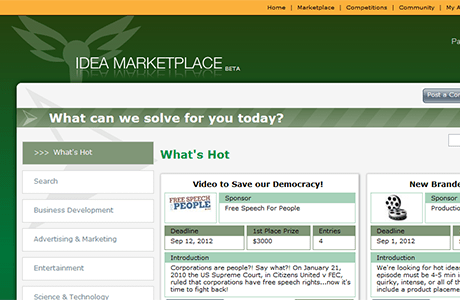 Home | Marketplace | Competitions | Community | My A
IDEA MARKETPLACE BETA
Pa
Post a Co
What can we solve for you today?
>>> What's Hot
Search
Business Development
Advertising & Marketing
Entertainment
Science & Technology
What's Hot
Video to Save our Democracy!
FREE SPEECH
FOR
PEOPLE
Sponsor
Free Speech For People
Deadline
1st Place Prize
Entries
Sep 12, 2012
$3000
4
Introduction
Corporations are people?! Say what?! On January 21,
2010 the US Supreme Court, in Citizens United v FEC,
ruled that corporations have free speech rights...now it's
time to fight back!
New Brande
Sponsor
Production
Deadline
Sep 1, 2012
Introduction
We're looking for hot ideas
episode must be 4-5 min i
quirky, intense, or all of th
include a product placeme